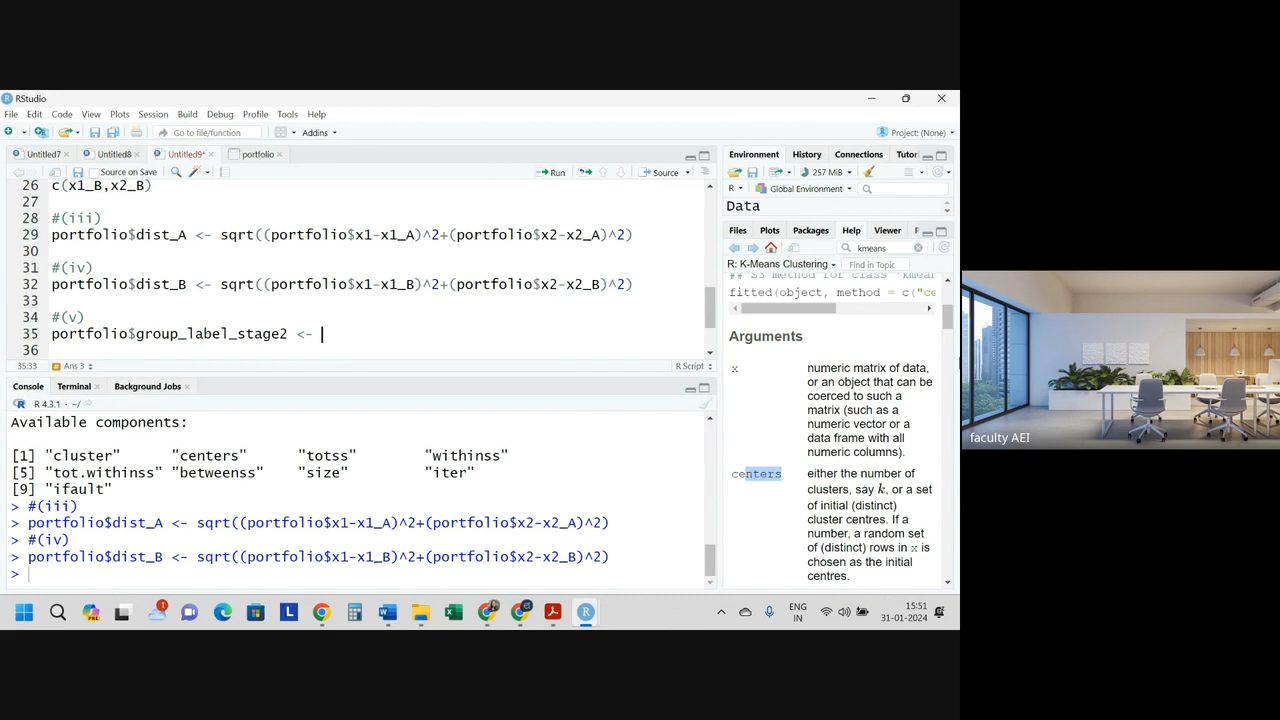 RStudio
File Edit Code View Plots Session Build Debug Profile Tools Help
Go to file/function Addins Project: (None)
Untitled7 Untitled8 Untitled9* portfolio
Source on Save Run Source
26 c(x1_B,x2_B)
27
28 #(iii)
29 portfolio$dist_A <- sqrt((portfolio$x1-x1_A)^2+(portfolio$x2-x2_A)^2)
30
31 #(iv)
32 portfolio$dist_B <- sqrt((portfolio$x1-x1_B)^2+(portfolio$x2-x2_B)^2)
33
34 #(v)
35 portfolio$group_label_stage2 <-
36
35:33 Ans 3 R Script
Console Terminal Background Jobs
R 4.3.1 · ~/
Available components:
[1] "cluster" "centers" "totss" "withinss"
[5] "tot.withinss" "betweenss" "size" "iter"
[9] "ifault"
> #(iii)
> portfolio$dist_A <- sqrt((portfolio$x1-x1_A)^2+(portfolio$x2-x2_A)^2)
> #(iv)
> portfolio$dist_B <- sqrt((portfolio$x1-x1_B)^2+(portfolio$x2-x2_B)^2)
>
Environment History Connections Tutor
257 MiB
R Global Environment
Data
Files Plots Packages Help Viewer
kmeans
R: K-Means Clustering Find in Topic
## S3 method for class 'kmean
fitted(object, method = c("ce
Arguments
x numeric matrix of data,
or an object that can be
coerced to such a
matrix (such as a
numeric vector or a
data frame with all
numeric columns).
centers either the number of
clusters, say k, or a set
of initial (distinct)
cluster centres. If a
number, a random set
of (distinct) rows in x is
chosen as the initial
centres.
faculty AEI
1
ENG
IN
15:51
31-01-2024